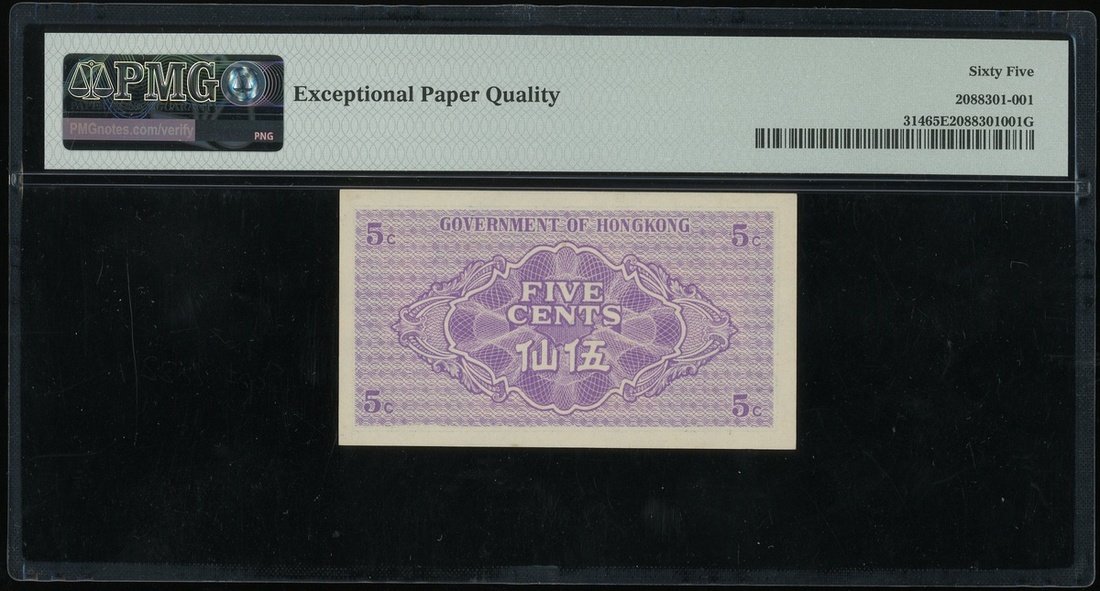 PMG
PMGnotes.com/verify
PNG
Exceptional Paper Quality
Sixty Five
2088301-001
31465E2088301001G
GOVERNMENT OF HONGKONG
5c
5c
FIVE
CENTS
仙伍
5c
5c